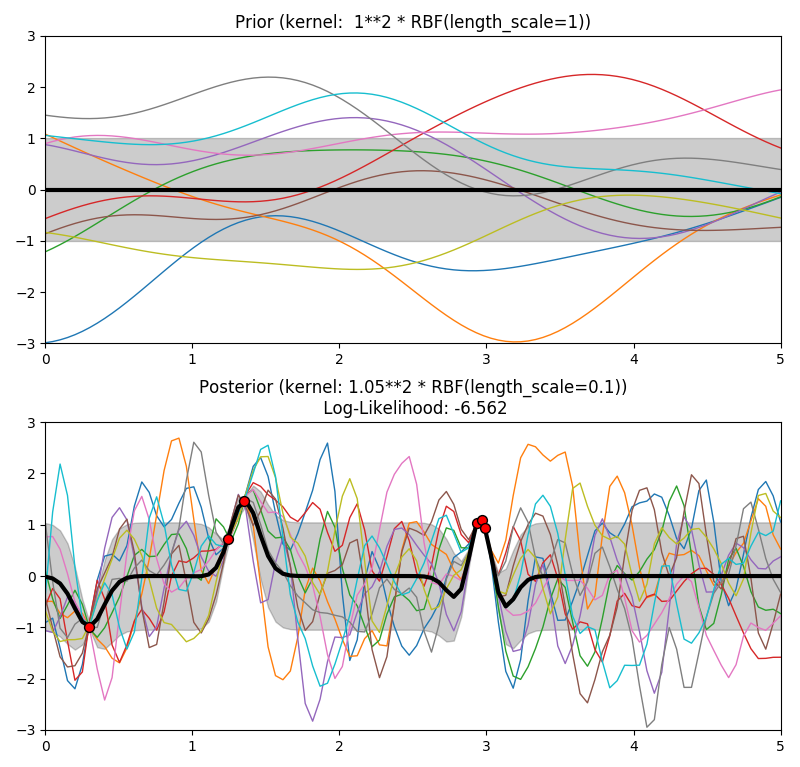 Prior (kernel:  1**2 * RBF(length_scale=1))
3
2
1
0
−1
−2
−3
0 1 2 3 4 5
Posterior (kernel: 1.05**2 * RBF(length_scale=0.1))
Log-Likelihood: -6.562
3
2
1
0
−1
−2
−3
0 1 2 3 4 5